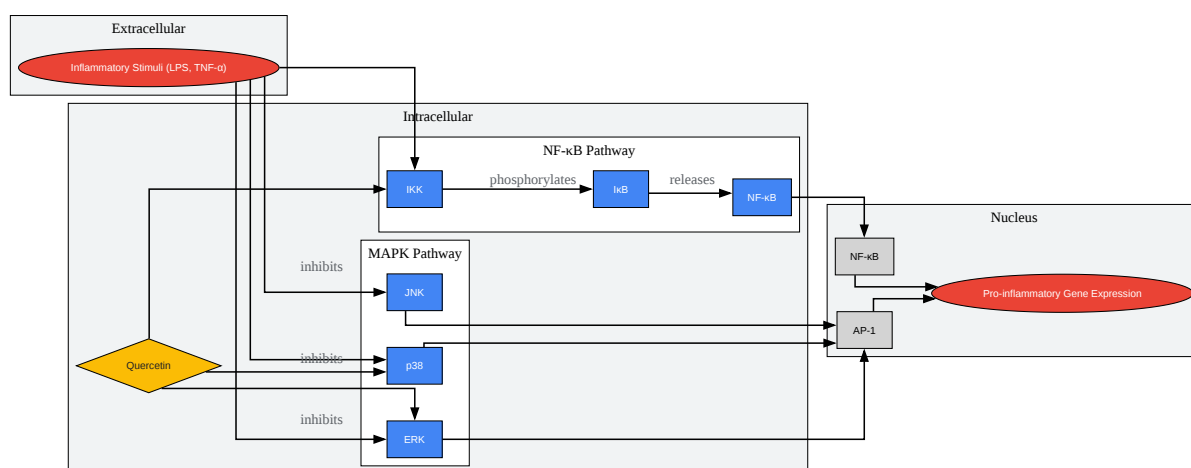 Extracellular
Inflammatory Stimuli (LPS, TNF-α)
Intracellular
NF-κB Pathway
IKK
phosphorylates
IκB
releases
NF-κB
Nucleus
NF-κB
Pro-inflammatory Gene Expression
AP-1
MAPK Pathway
inhibits
JNK
Quercetin
inhibits
p38
inhibits
ERK